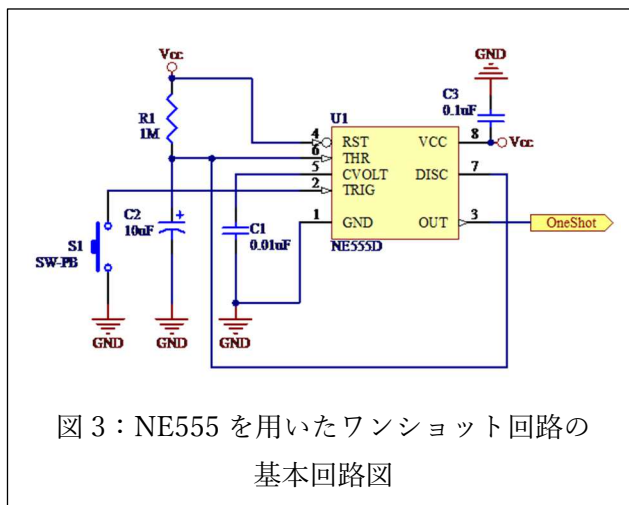 GND
Vcc
C3
0.1uF
U1
R1
1M
4
RST
VCC
8
Vcc
6
THR
5
CVOLT
DISC
7
2
TRIG
C2
10uF
1
GND
OUT
3
OneShot
S1
SW-PB
C1
0.01uF
NE555D
GND
GND
GND
図 3：NE555 を用いたワンショット回路の
基本回路図